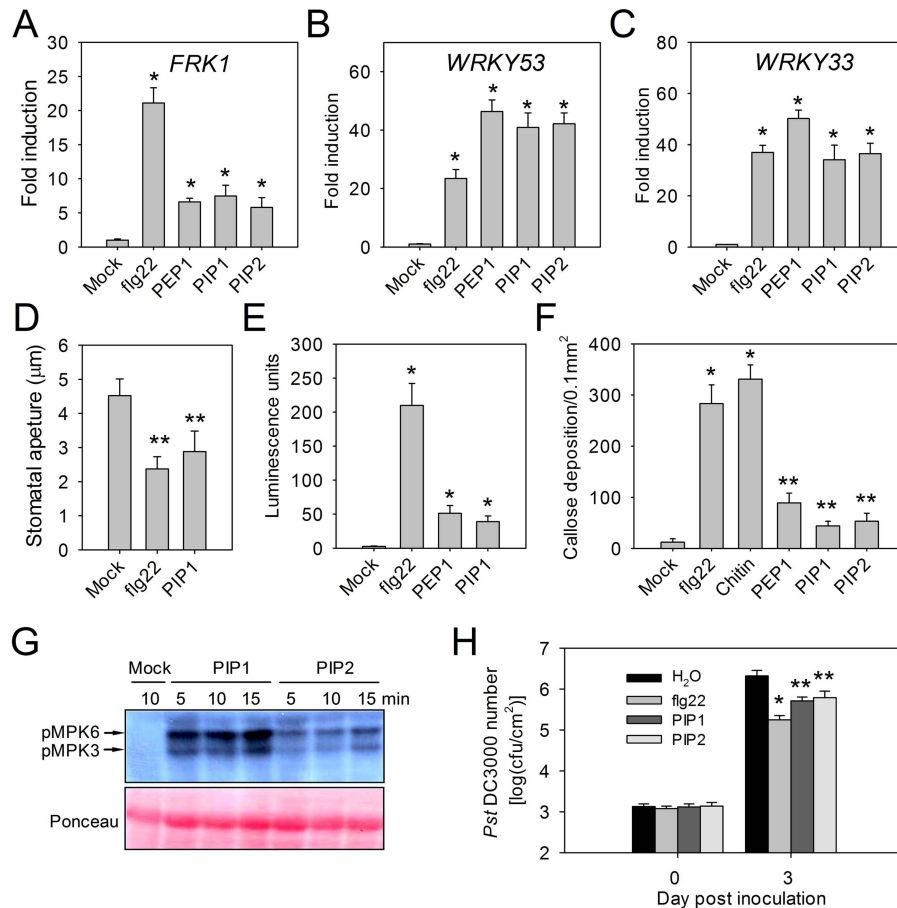 A
FRK1
Fold induction
30
25
20
15
10
5
0
*
*
*
*
Mock
flg22
PEP1
PIP1
PIP2
B
WRKY53
Fold induction
60
40
20
0
*
*
*
*
Mock
flg22
PEP1
PIP1
PIP2
C
WRKY33
Fold induction
80
60
40
20
0
*
*
*
*
Mock
flg22
PEP1
PIP1
PIP2
D
Stomatal apeture (µm)
6
5
4
3
2
1
0
**
**
Mock
flg22
PIP1
E
Luminescence units
300
250
200
150
100
50
0
*
*
*
Mock
flg22
PEP1
PIP1
F
Callose deposition/0.1mm²
400
300
200
100
0
*
*
**
**
**
Mock
flg22
Chitin
PEP1
PIP1
PIP2
G
Mock PIP1 PIP2
10 5 10 15 5 10 15 min
pMPK6
pMPK3
Ponceau
H
Pst DC3000 number
[log(cfu/cm²)]
7
6
5
4
3
2
H₂O
flg22
PIP1
PIP2
* ** **
0 3
Day post inoculation